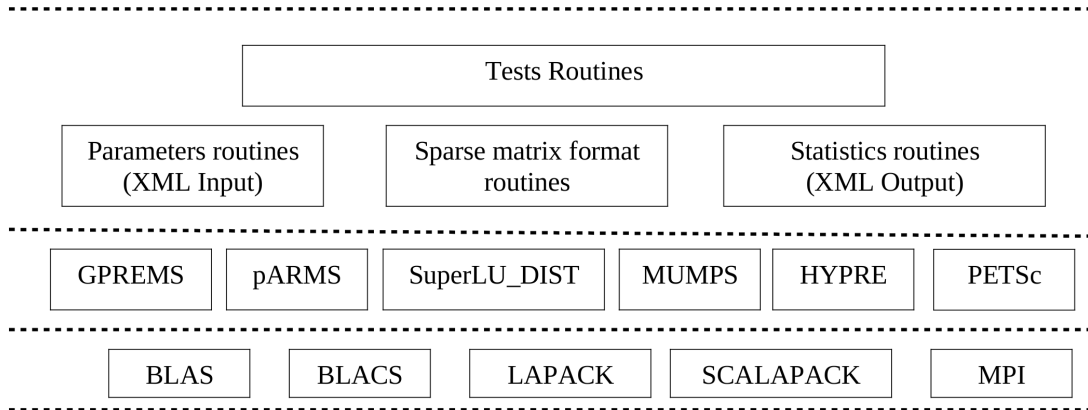 Tests Routines
Parameters routines
(XML Input)
Sparse matrix format
routines
Statistics routines
(XML Output)
GPREMS
pARMS
SuperLU_DIST
MUMPS
HYPRE
PETSc
BLAS
BLACS
LAPACK
SCALAPACK
MPI